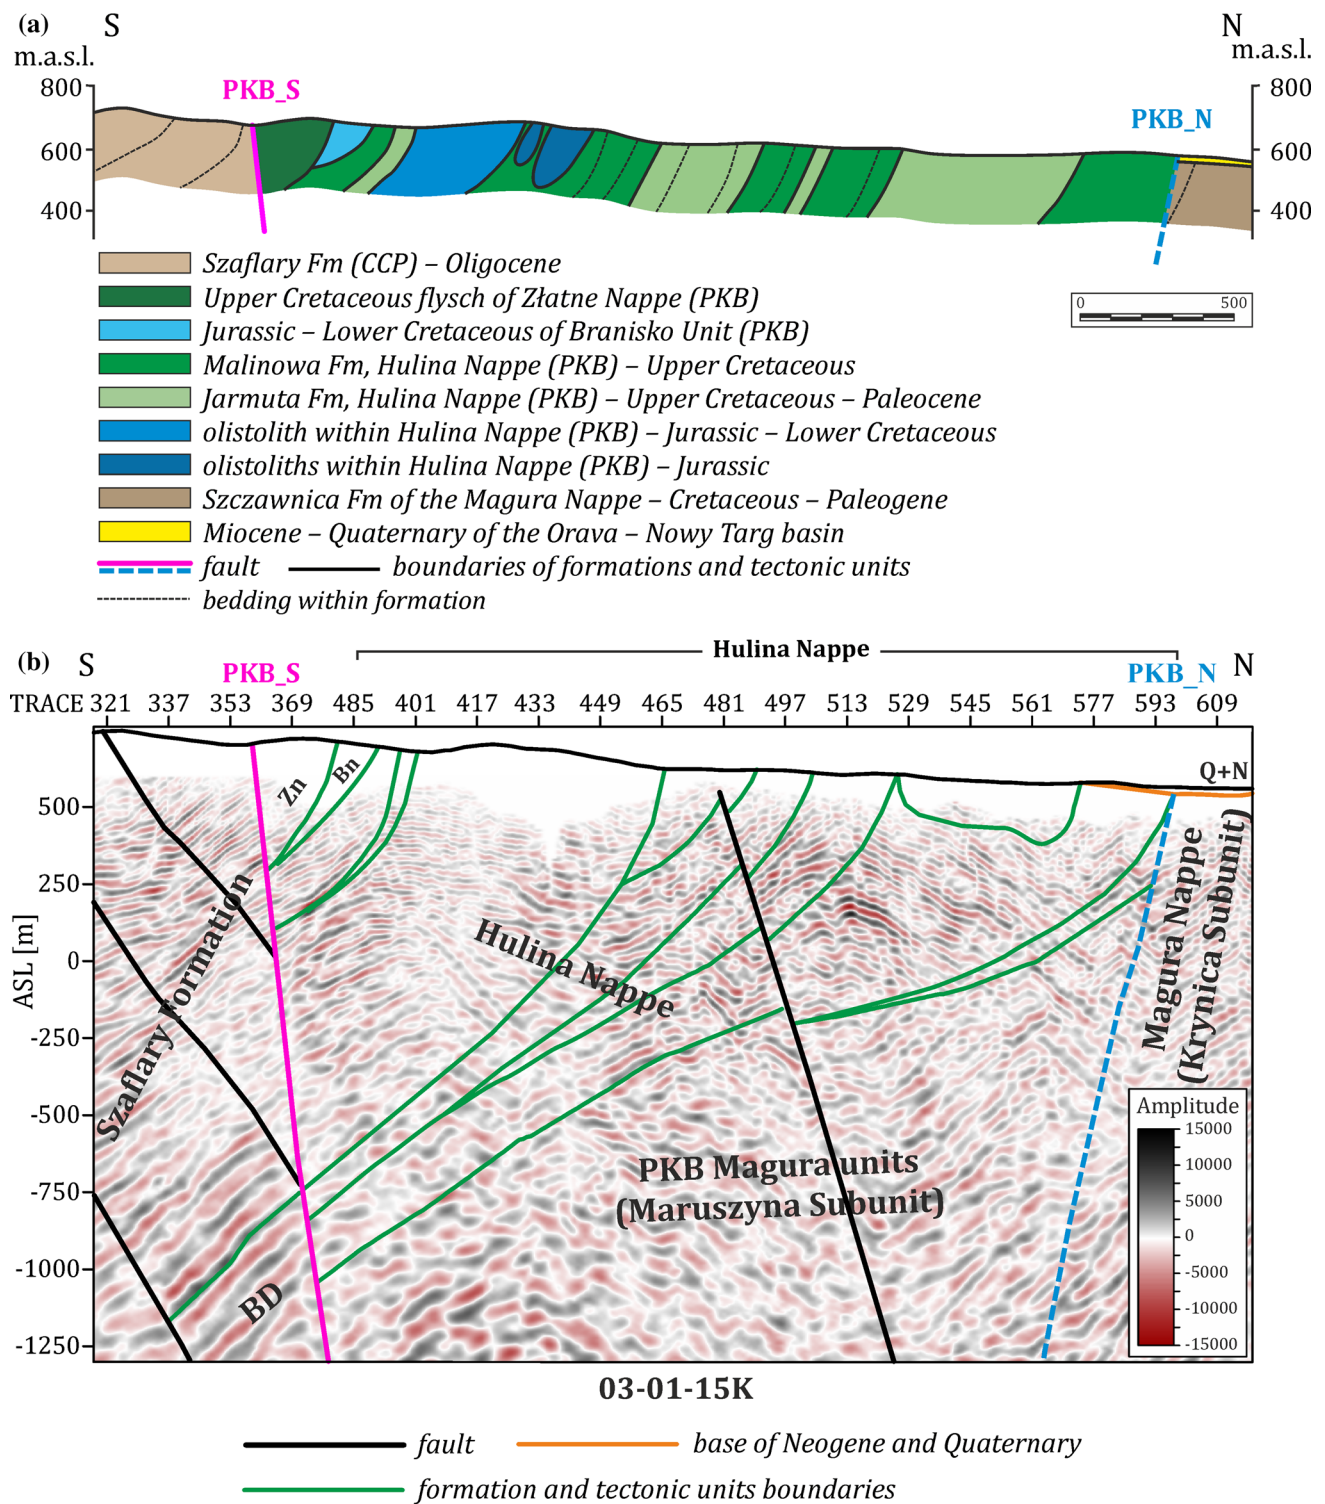 (a) S N
m.a.s.l. m.a.s.l.
800 PKB_S 800
PKB_N
600 600
400 400
Szaflary Fm (CCP) – Oligocene
Upper Cretaceous flysch of Złatne Nappe (PKB)
0 500
Jurassic – Lower Cretaceous of Branisko Unit (PKB)
Malinowa Fm, Hulina Nappe (PKB) – Upper Cretaceous
Jarmuta Fm, Hulina Nappe (PKB) – Upper Cretaceous – Paleocene
olistolith within Hulina Nappe (PKB) – Jurassic – Lower Cretaceous
olistoliths within Hulina Nappe (PKB) – Jurassic
Szczawnica Fm of the Magura Nappe – Cretaceous – Paleogene
Miocene – Quaternary of the Orava – Nowy Targ basin
fault boundaries of formations and tectonic units
bedding within formation
(b) S Hulina Nappe N
PKB_S PKB_N
TRACE 321 337 353 369 485 401 417 433 449 465 481 497 513 529 545 561 577 593 609
Zn Bn Q+N
500
250
0
-250
-500
-750
-1000
-1250
ASL [m]
Szaflary Formation
Hulina Nappe
Magura Nappe
(Krynica Subunit)
PKB Magura units
(Maruszyna Subunit)
BD
Amplitude
15000
10000
5000
0
-5000
-10000
-15000
03-01-15K
fault base of Neogene and Quaternary
formation and tectonic units boundaries